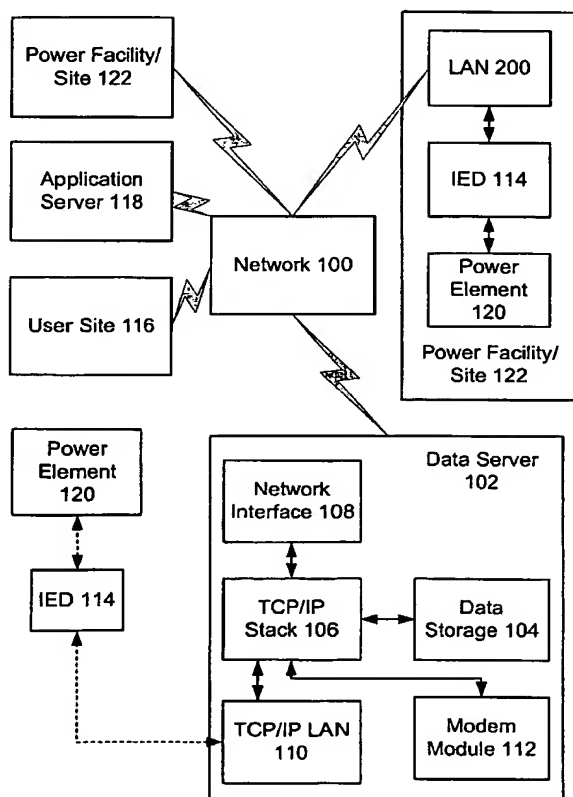 Power Facility/
Site 122
Application
Server 118
User Site 116
Network 100
LAN 200
IED 114
Power
Element
120
Power Facility/
Site 122
Power
Element
120
IED 114
Data Server
102
Network
Interface 108
TCP/IP
Stack 106
Data
Storage 104
TCP/IP LAN
110
Modem
Module 112